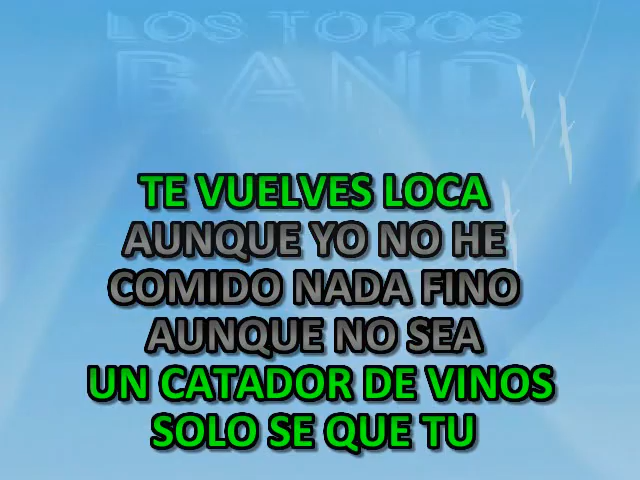 LOS TOROS
BAND
TE VUELVES LOCA
AUNQUE YO NO HE
COMIDO NADA FINO
AUNQUE NO SEA
UN CATADOR DE VINOS
SOLO SE QUE TU